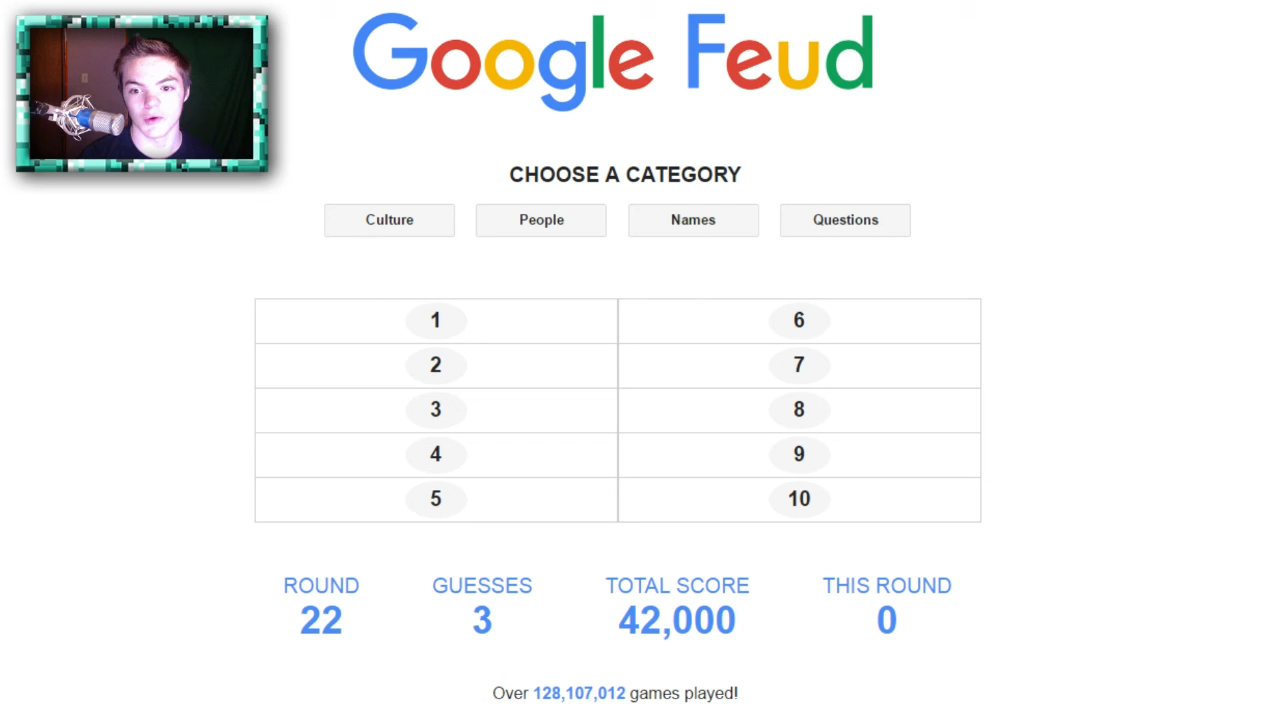 Google Feud
CHOOSE A CATEGORY
Culture People Names Questions
1 6
2 7
3 8
4 9
5 10
ROUND GUESSES TOTAL SCORE THIS ROUND
22 3 42,000 0
Over 128,107,012 games played!